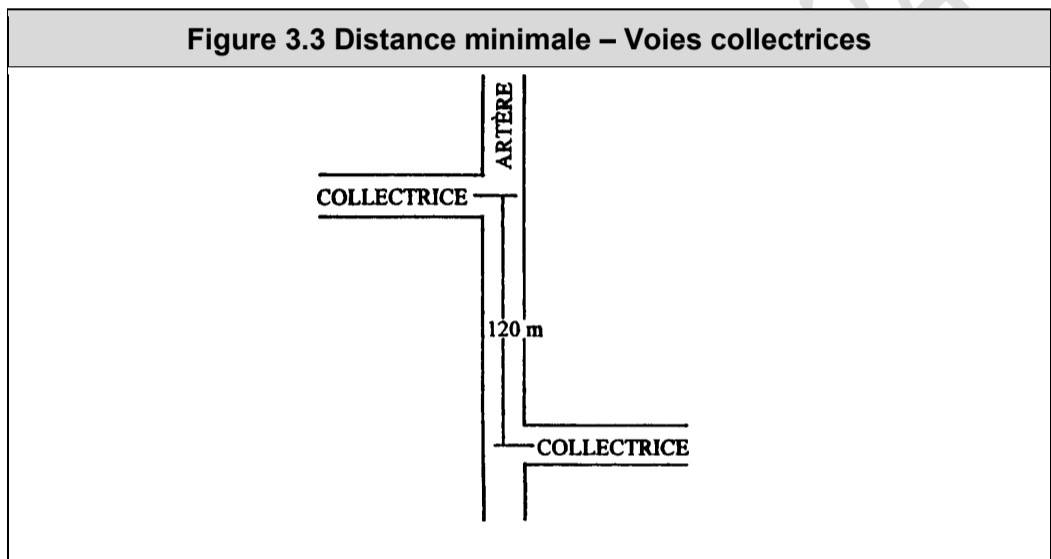 Figure 3.3 Distance minimale – Voies collectrices
ARTÈRE
COLLECTRICE
120 m
COLLECTRICE